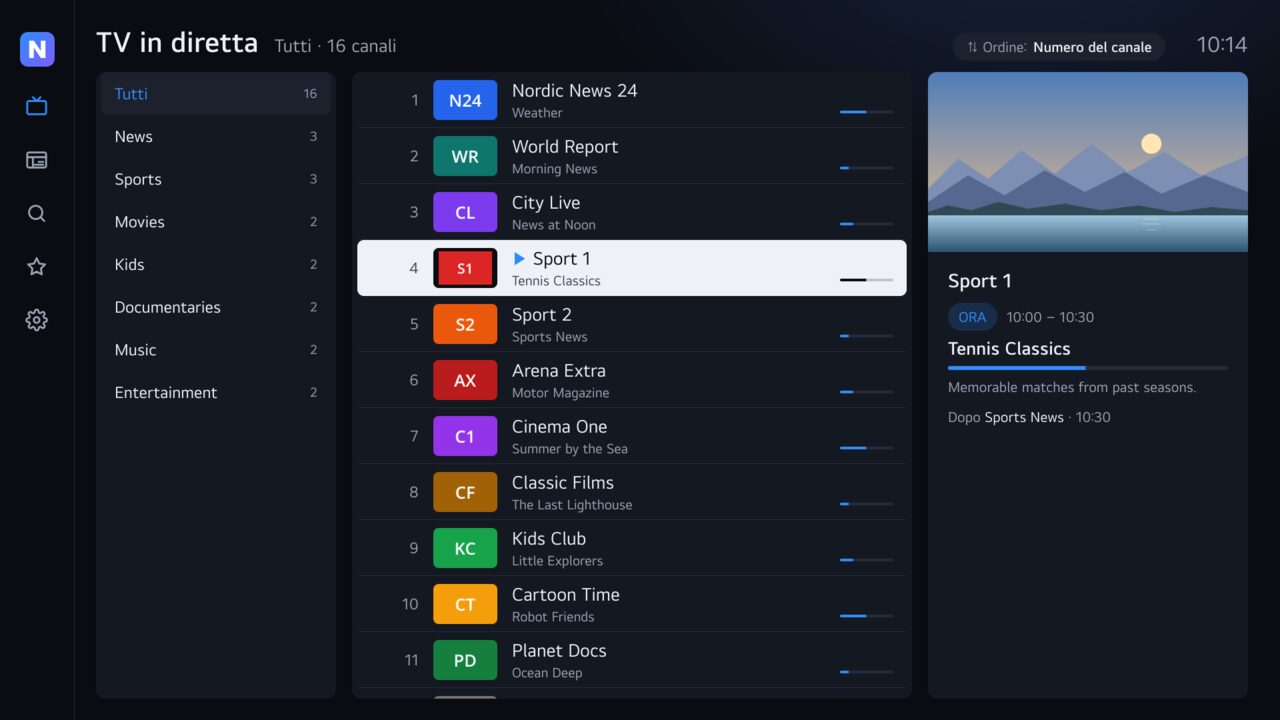 N
TV in diretta
Tutti · 16 canali
Ordine: Numero del canale
10:14
Tutti 16
News 3
Sports 3
Movies 2
Kids 2
Documentaries 2
Music 2
Entertainment 2
1 N24 Nordic News 24
Weather
2 WR World Report
Morning News
3 CL City Live
News at Noon
4 S1 Sport 1
Tennis Classics
5 S2 Sport 2
Sports News
6 AX Arena Extra
Motor Magazine
7 C1 Cinema One
Summer by the Sea
8 CF Classic Films
The Last Lighthouse
9 KC Kids Club
Little Explorers
10 CT Cartoon Time
Robot Friends
11 PD Planet Docs
Ocean Deep
Sport 1
ORA 10:00 – 10:30
Tennis Classics
Memorable matches from past seasons.
Dopo Sports News · 10:30